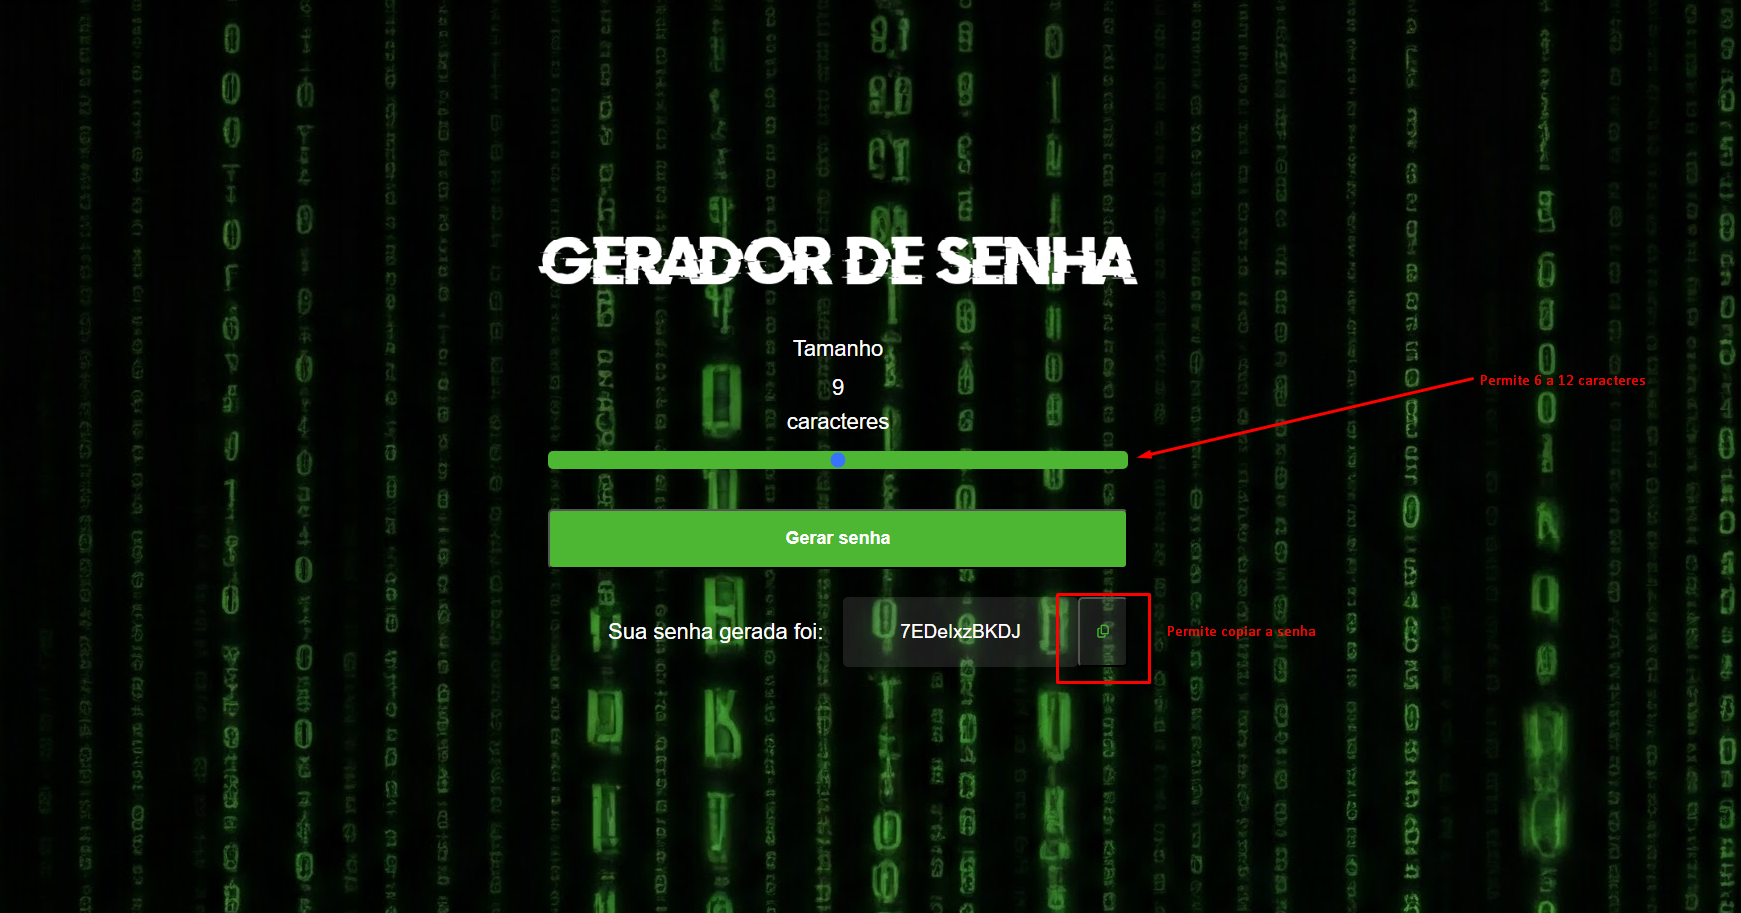 GERADOR DE SENHA
Tamanho
9
caracteres
Permite 6 a 12 caracteres
Gerar senha
Sua senha gerada foi: 7EDelxzBKDJ
Permite copiar a senha